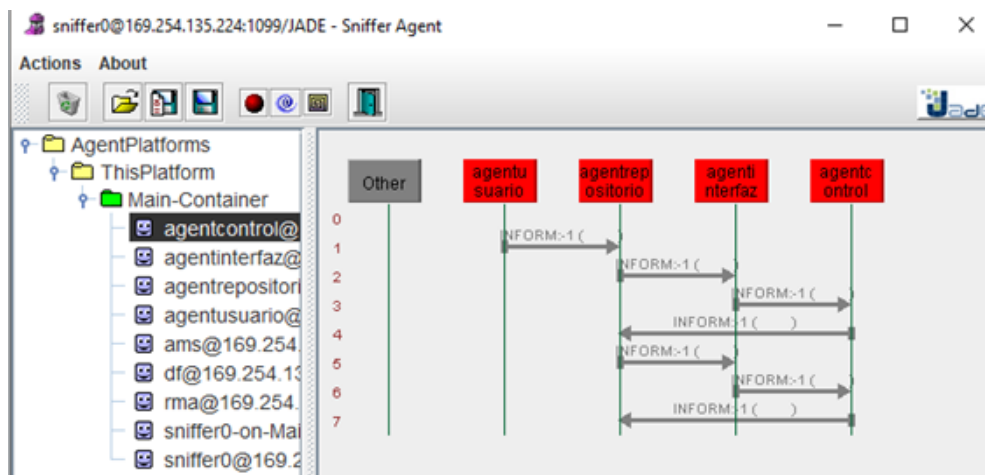 sniffer0@169.254.135.224:1099/JADE - Sniffer Agent
Actions About
AgentPlatforms
ThisPlatform
Main-Container
agentcontrol@
agentinterfaz@
agentrepositori
agentusuario@
ams@169.254.
df@169.254.13
rma@169.254.
sniffer0-on-Mai
sniffer0@169.2
Other
agentu
suario
agentrep
ositorio
agenti
nterfaz
agentc
ontrol
0
1
2
3
4
5
6
7
INFORM:-1 ( )
INFORM:-1 ( )
INFORM:-1 ( )
INFORM:-1 ( )
INFORM:-1 ( )
INFORM:-1 ( )
INFORM:-1 ( )
Jade